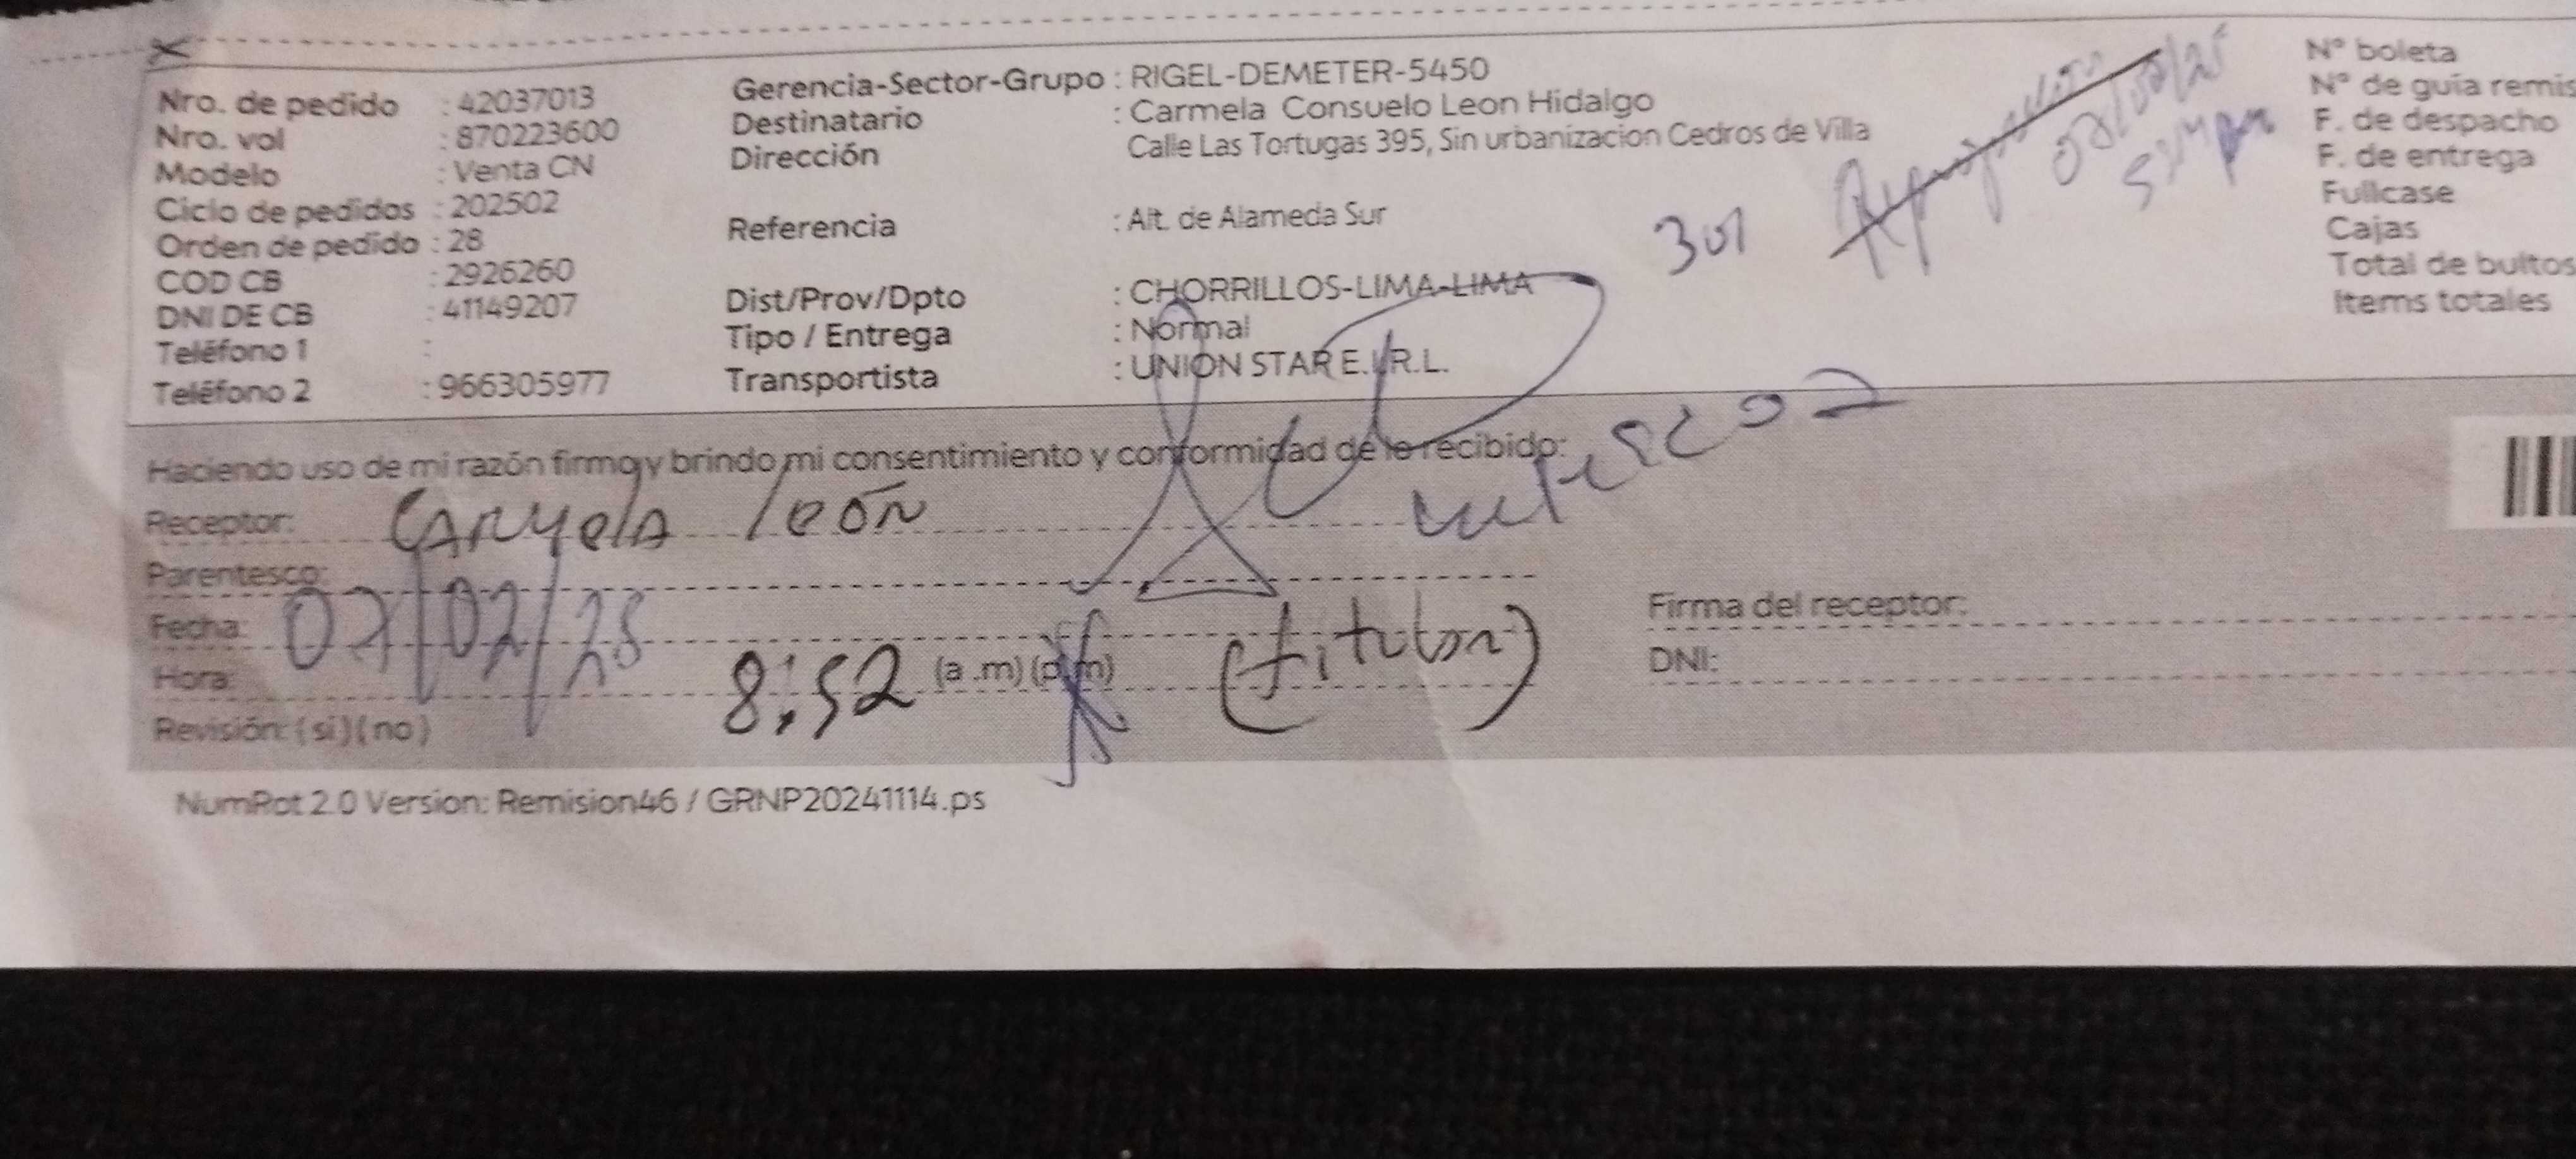 Nro. de pedido : 42037013
Nro. vol : 870223600
Modelo : Venta CN
Ciclo de pedidos : 202502
Orden de pedido : 28
COD CB : 2926260
DNI DE CB : 41149207
Teléfono 1 :
Teléfono 2 : 966305977
Gerencia-Sector-Grupo : RIGEL-DEMETER-5450
Destinatario : Carmela Consuelo Leon Hidalgo
Dirección Calle Las Tortugas 395, Sin urbanizacion Cedros de Villa
Referencia : Alt. de Alameda Sur
Dist/Prov/Dpto : CHORRILLOS-LIMA-LIMA
Tipo / Entrega : Normal
Transportista : UNION STAR E.I.R.L.
301
N° boleta
N° de guía remis
F. de despacho
F. de entrega
Fullcase
Cajas
Total de bultos
Items totales
Haciendo uso de mi razón firmo y brindo mi consentimiento y conformidad de lo recibido:
Receptor: CARMELA León
Parentesco:
Fecha: 07/02/25
Hora: 8:52 (a .m) (p.m) (titular)
Revisión: (si) (no)
Firma del receptor:
DNI:
NumRot 2.0 Version: Remision46 / GRNP20241114.ps